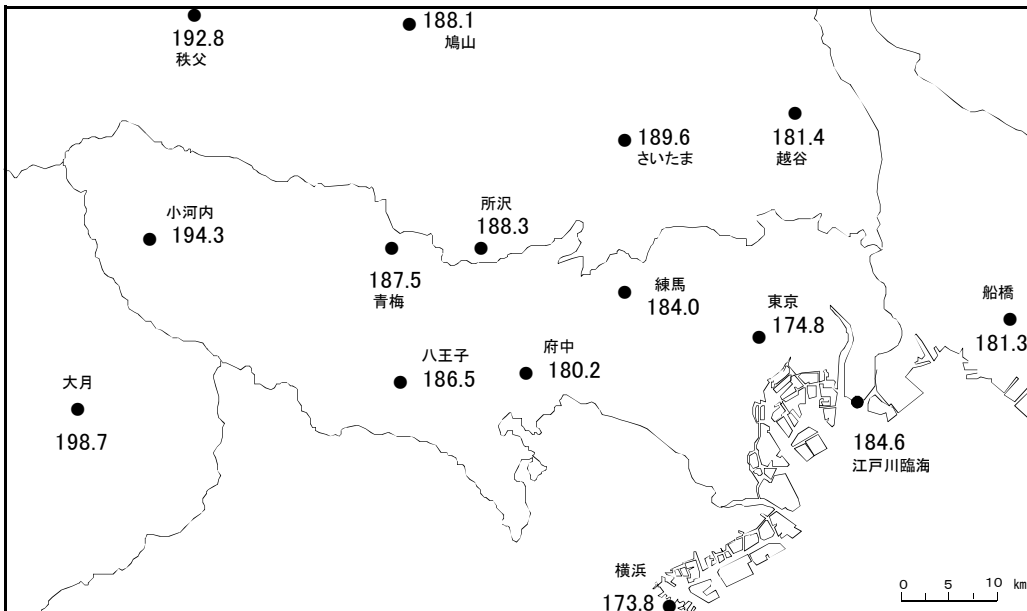 192.8
秩父
188.1
鳩山
189.6
さいたま
181.4
越谷
小河内
194.3
所沢
188.3
187.5
青梅
練馬
184.0
東京
174.8
船橋
181.3
大月
198.7
八王子
186.5
府中
180.2
184.6
江戸川臨海
横浜
173.8
0 5 10 km